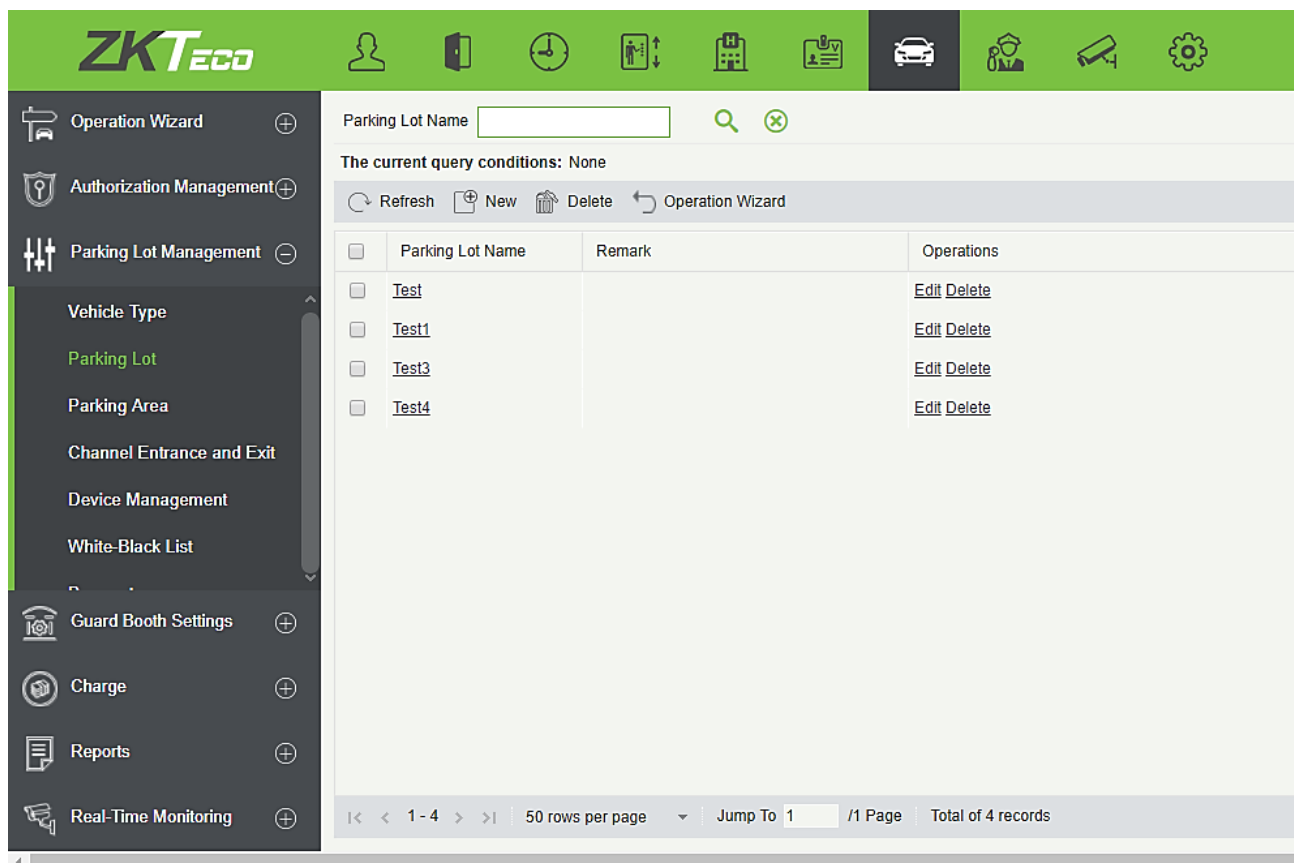 ZKTeco
Operation Wizard
Authorization Management
Parking Lot Management
Vehicle Type
Parking Lot
Parking Area
Channel Entrance and Exit
Device Management
White-Black List
Guard Booth Settings
Charge
Reports
Real-Time Monitoring
Parking Lot Name
The current query conditions: None
Refresh New Delete Operation Wizard
Parking Lot Name Remark Operations
Test Edit Delete
Test1 Edit Delete
Test3 Edit Delete
Test4 Edit Delete
1 - 4 50 rows per page Jump To 1 /1 Page Total of 4 records